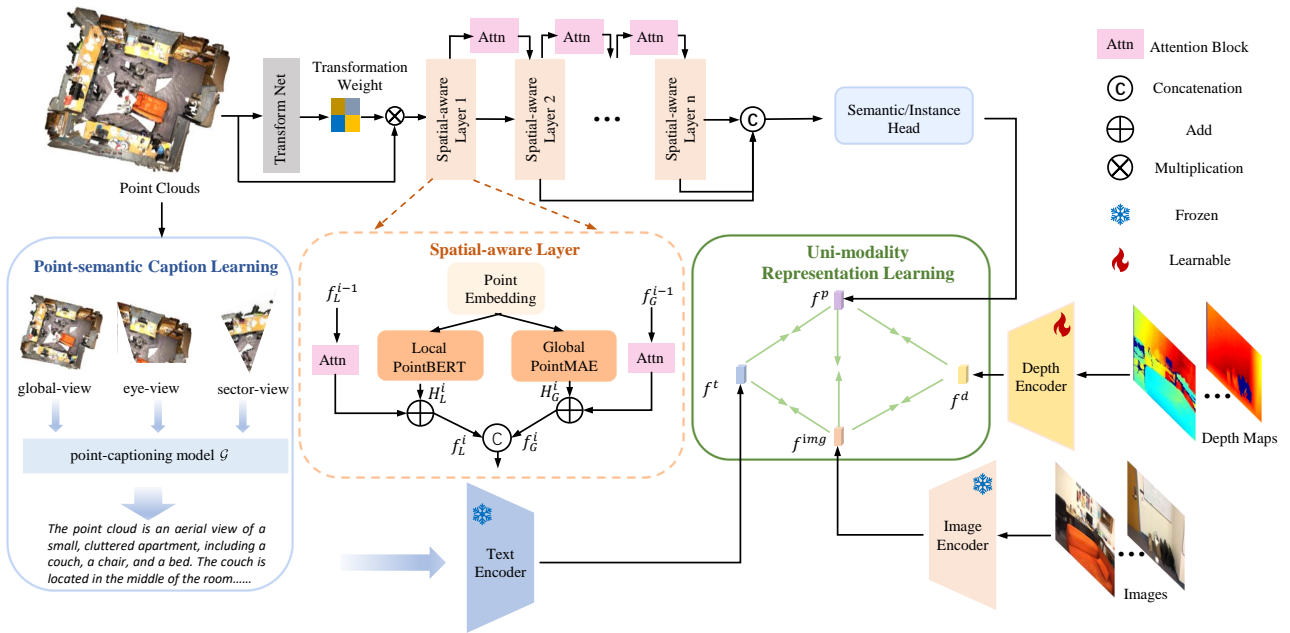 Attn
Attn
Attn
Attn
Attention Block
Transformation
Weight
Transform Net
Spatial-aware
Layer 1
Spatial-aware
Layer 2
Spatial-aware
Layer n
C
Semantic/Instance
Head
C
Concatenation
Add
Multiplication
Frozen
Learnable
Point Clouds
Point-semantic Caption Learning
global-view
eye-view
sector-view
point-captioning model 𝒢
The point cloud is an aerial view of a
small, cluttered apartment, including a
couch, a chair, and a bed. The couch is
located in the middle of the room......
Spatial-aware Layer
Point
Embedding
f_L^{i-1}
f_G^{i-1}
Attn
Local
PointBERT
Global
PointMAE
Attn
H_L^i
H_G^i
f_L^i
C
f_G^i
Uni-modality
Representation Learning
f^p
f^t
f^d
f^{img}
Depth
Encoder
Depth Maps
Text
Encoder
Image
Encoder
Images